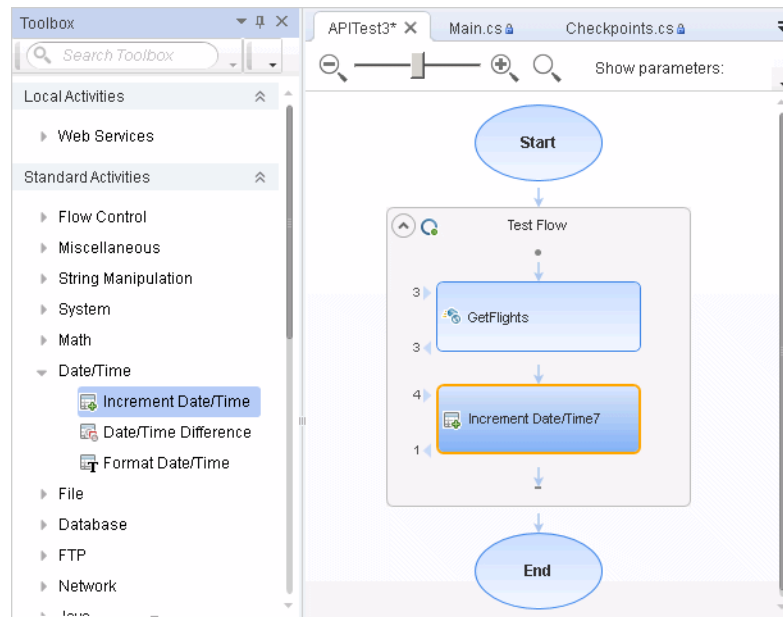 Toolbox
Search Toolbox
Local Activities
Web Services
Standard Activities
Flow Control
Miscellaneous
String Manipulation
System
Math
Date/Time
Increment Date/Time
Date/Time Difference
Format Date/Time
File
Database
FTP
Network
APITest3*
Main.cs
Checkpoints.cs
Show parameters:
Start
Test Flow
3
GetFlights
3
4
Increment Date/Time7
1
End